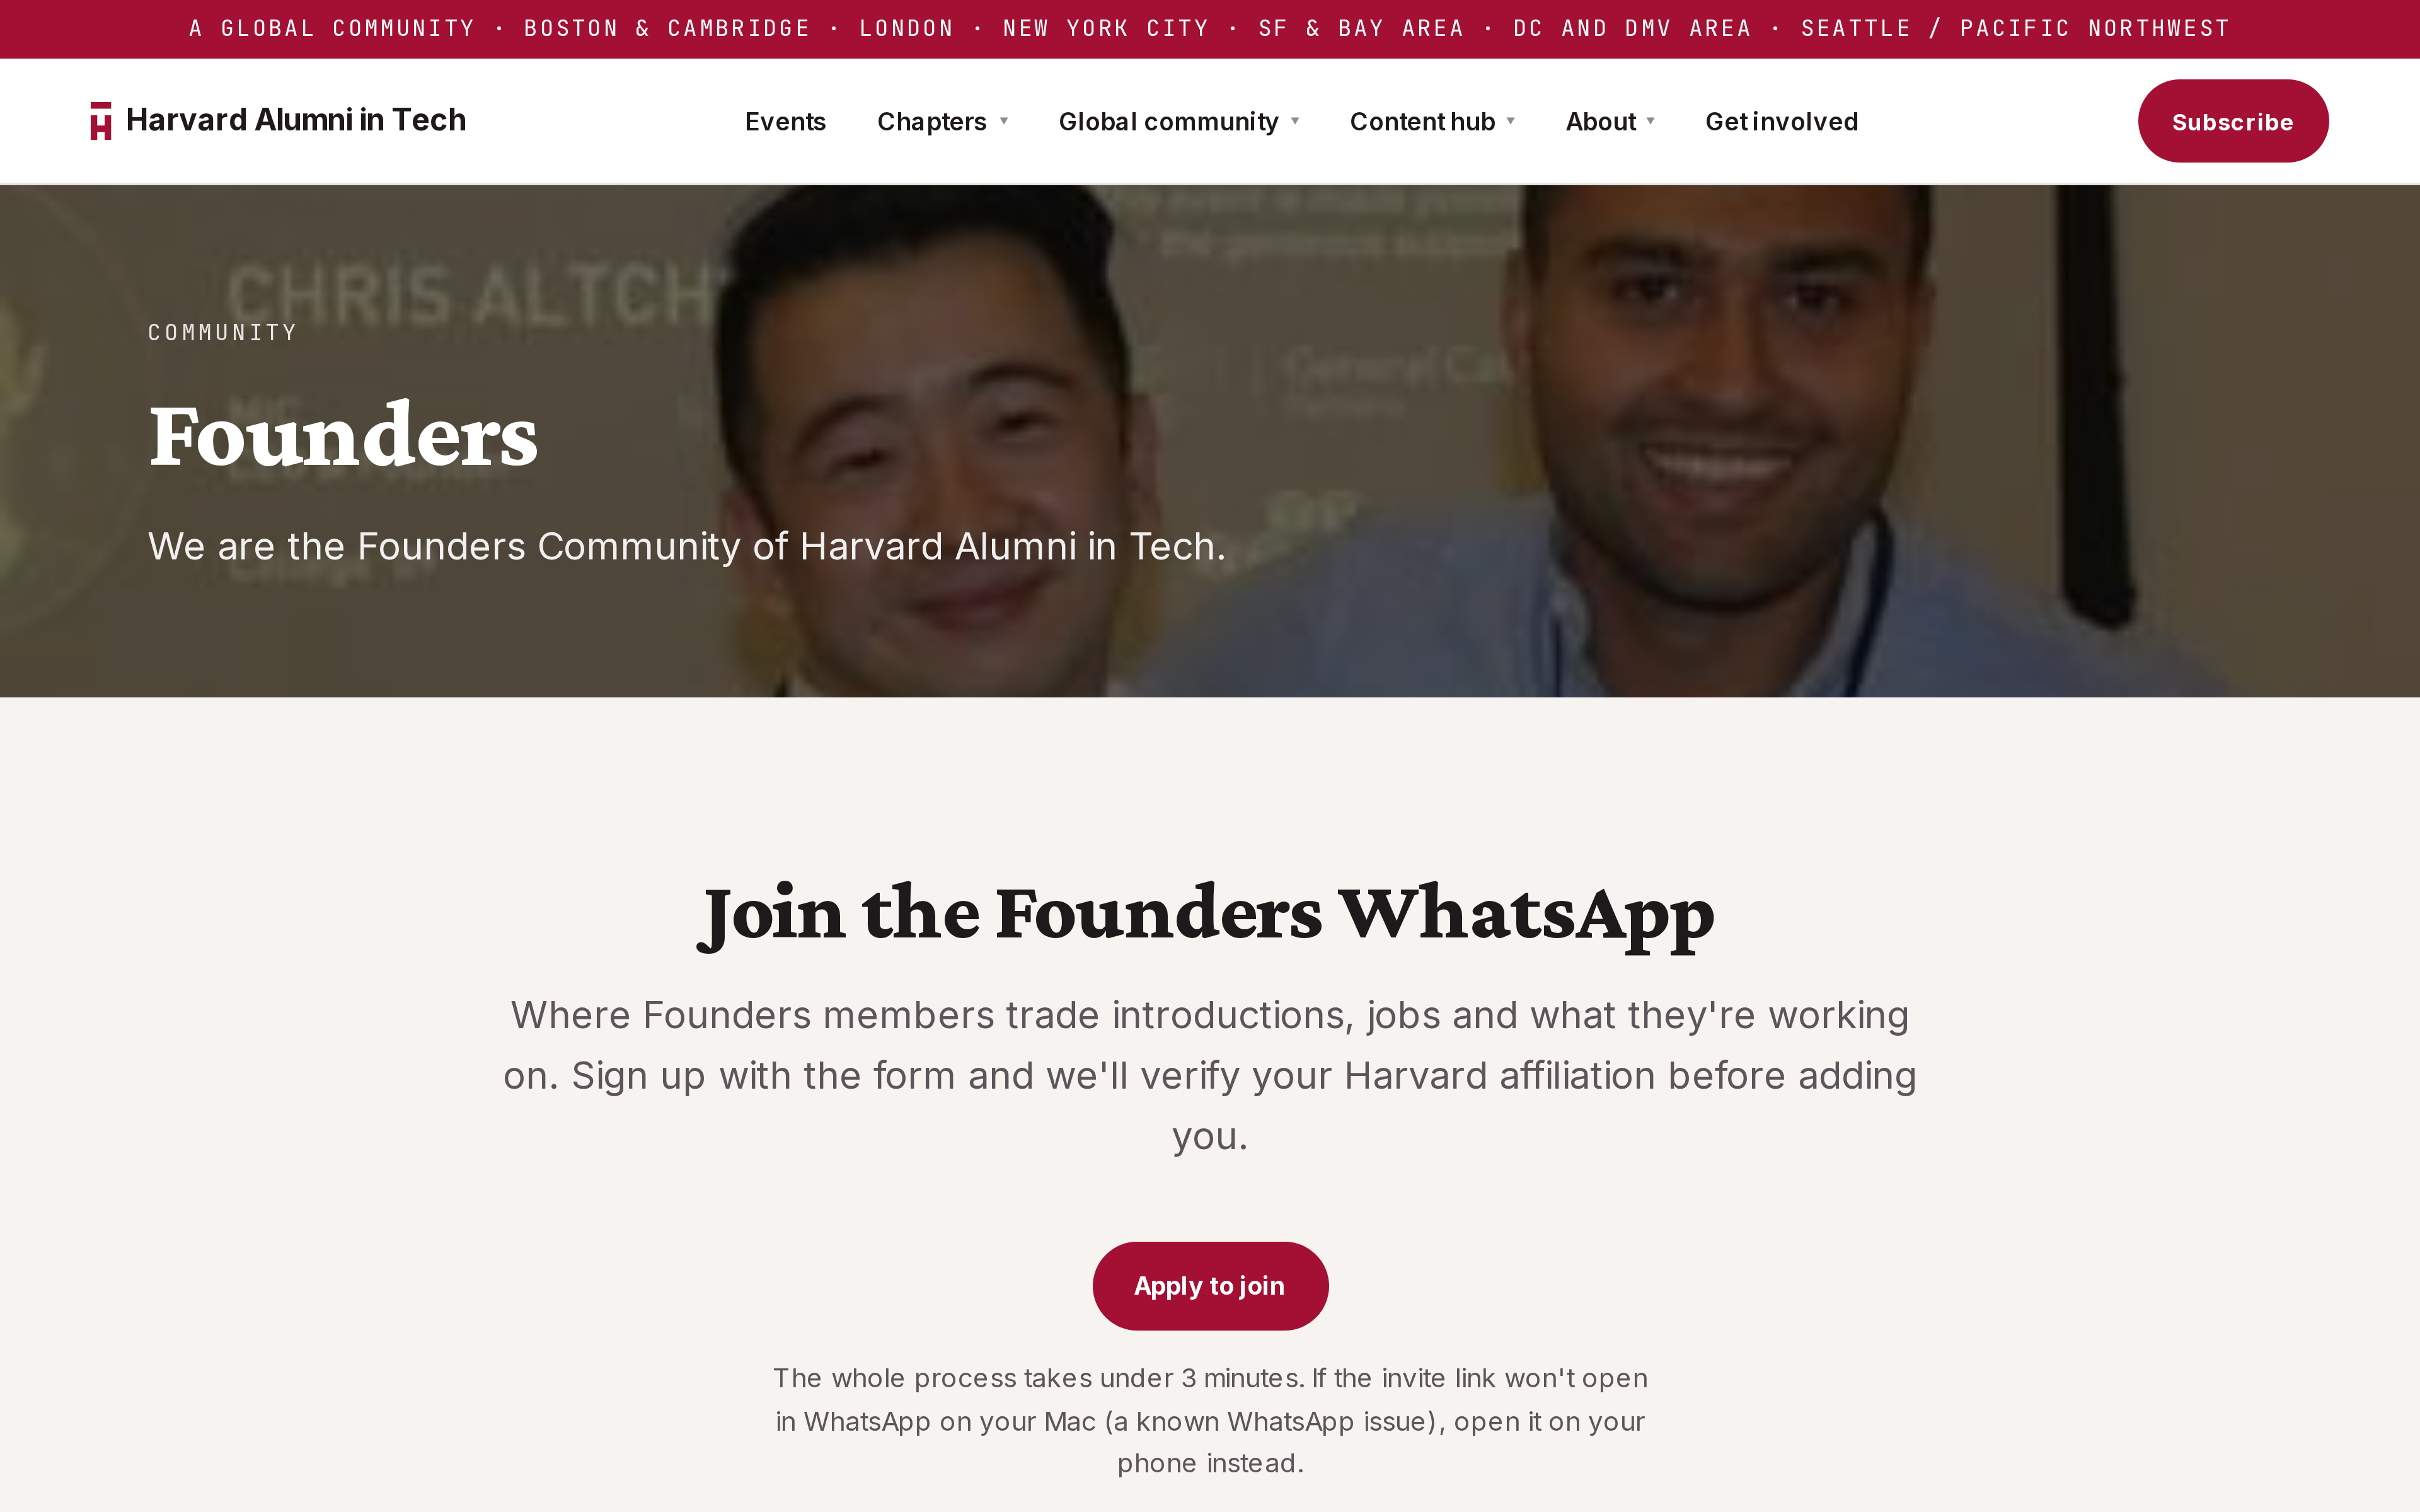 A GLOBAL COMMUNITY · BOSTON & CAMBRIDGE · LONDON · NEW YORK CITY · SF & BAY AREA · DC AND DMV AREA · SEATTLE / PACIFIC NORTHWEST
Harvard Alumni in Tech
Events
Chapters
Global community
Content hub
About
Get involved
Subscribe
the generous support
CHRIS ALTCH
COMMUNITY
General Cat
Founders
We are the Founders Community of Harvard Alumni in Tech.
Join the Founders WhatsApp
Where Founders members trade introductions, jobs and what they're working
on. Sign up with the form and we'll verify your Harvard affiliation before adding
you.
Apply to join
The whole process takes under 3 minutes. If the invite link won't open
in WhatsApp on your Mac (a known WhatsApp issue), open it on your
phone instead.